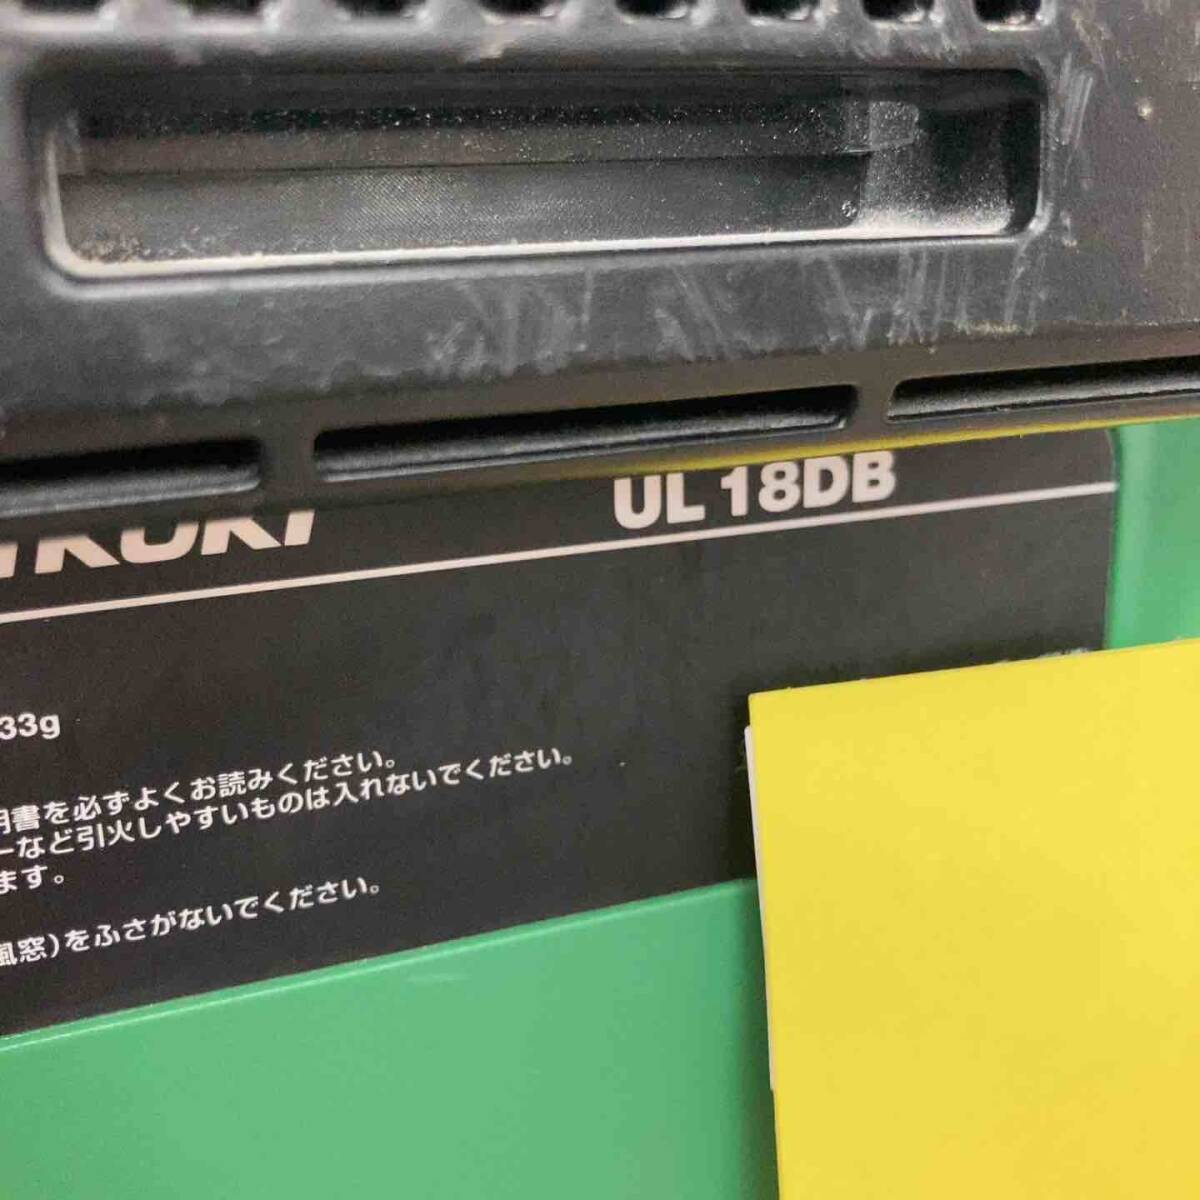 IKOKI UL 18DB
33g
明書を必ずよくお読みください。
ーなど引火しやすいものは入れないでください。
ます。
風窓)をふさがないでください。